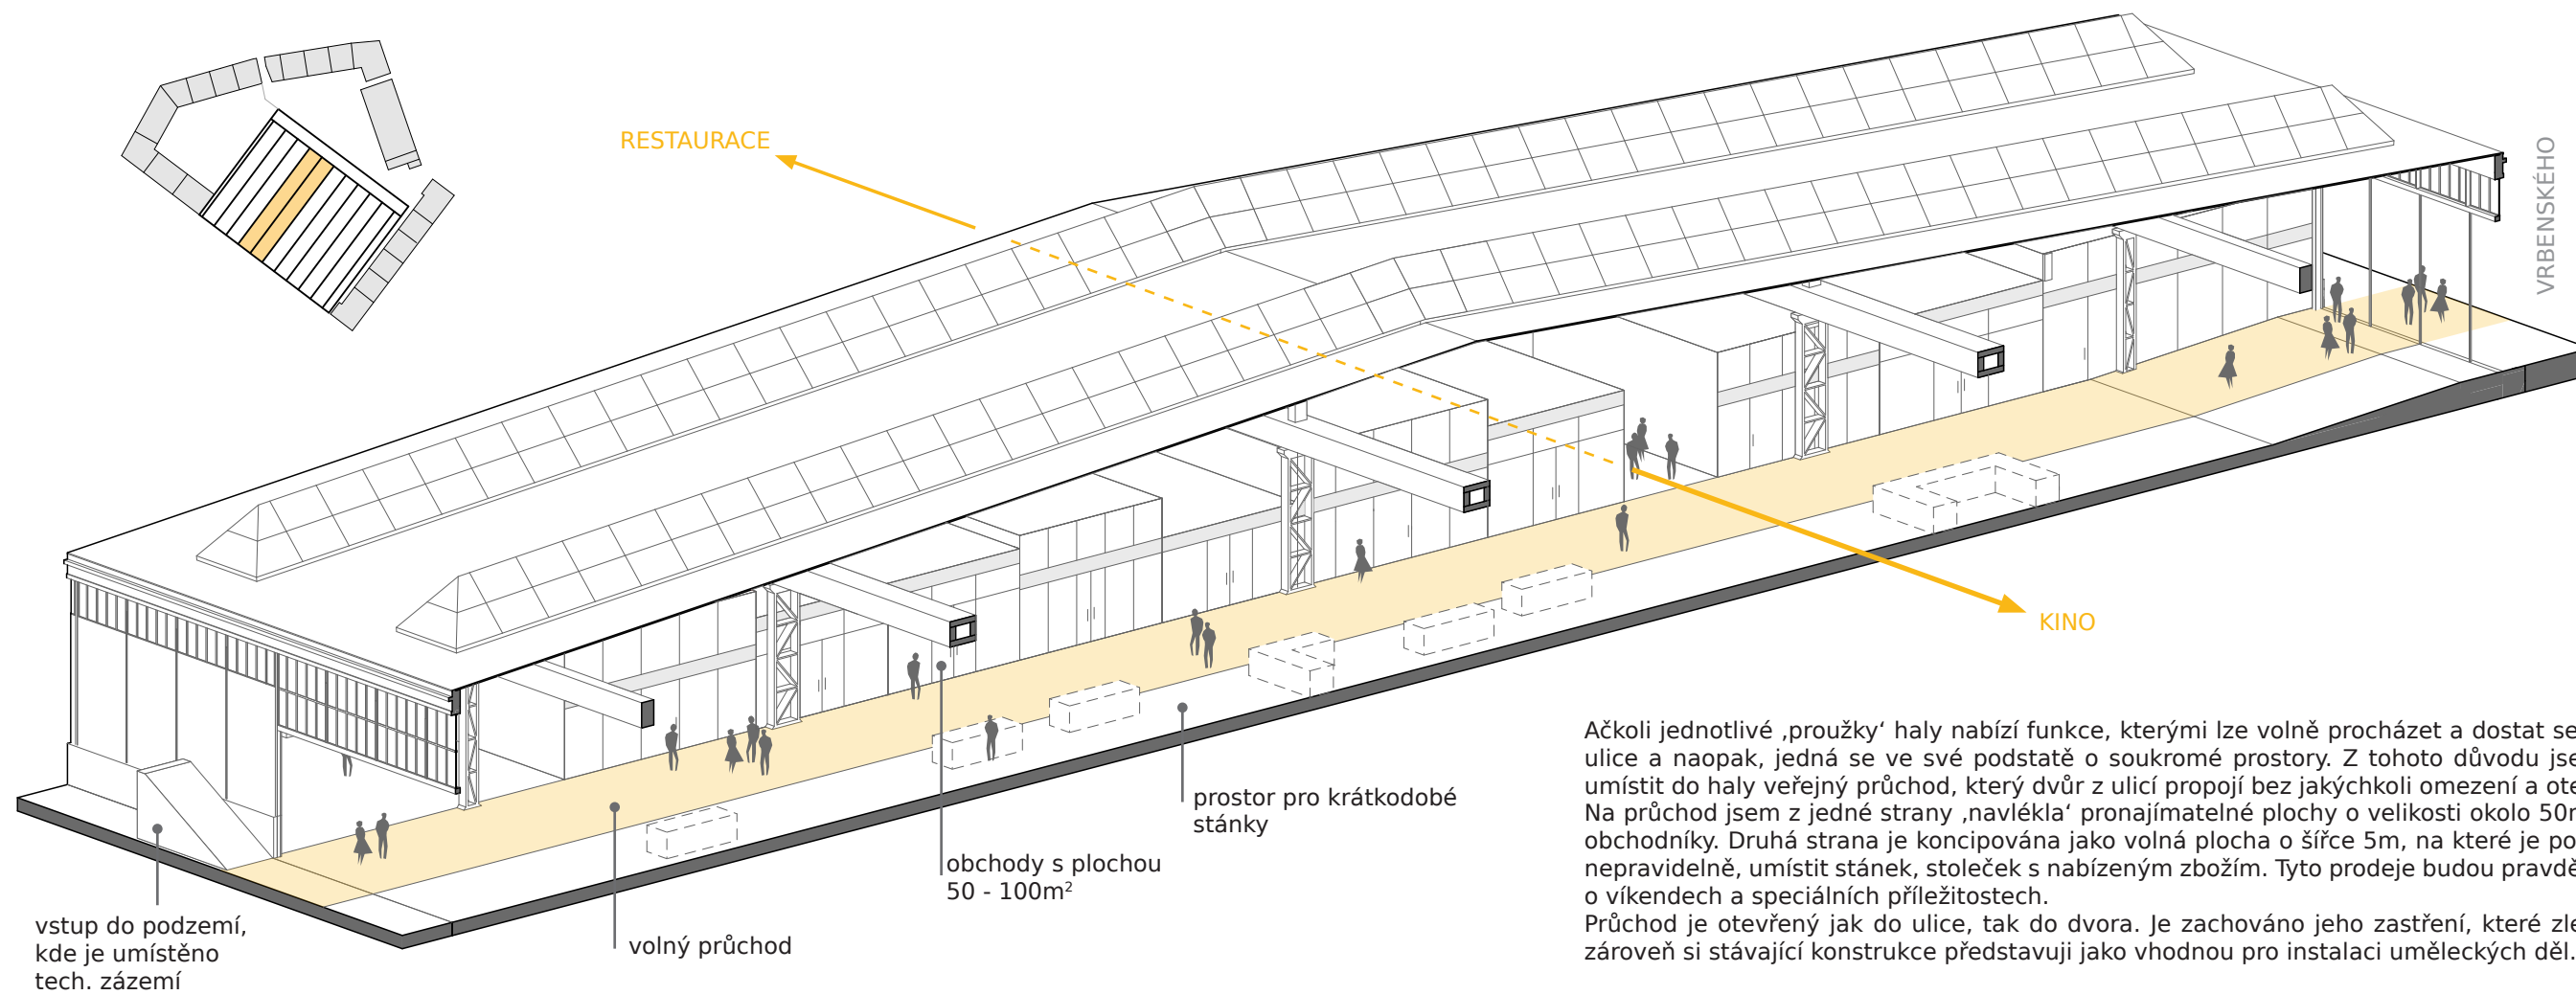 RESTAURACE
VRBENSKÉHO
KINO
vstup do podzemí,
kde je umístěno
tech. zázemí
volný průchod
obchody s plochou
50 - 100m²
prostor pro krátkodobé
stánky
Ačkoli jednotlivé ‚proužky‘ haly nabízí funkce, kterými lze volně procházet a dostat se
ulice a naopak, jedná se ve své podstatě o soukromé prostory. Z tohoto důvodu
umístit do haly veřejný průchod, který dvůr z ulicí propojí bez jakýchkoli omezení a
Na průchod jsem z jedné strany ‚navlékla‘ pronajímatelné plochy o velikosti okolo
obchodníky. Druhá strana je koncipována jako volná plocha o šířce 5m, na které je
nepravidelně, umístit stánek, stoleček s nabízeným zbožím. Tyto prodeje budou
o víkendech a speciálních příležitostech.
Průchod je otevřený jak do ulice, tak do dvora. Je zachováno jeho zastření, které
zároveň si stávající konstrukce představuji jako vhodnou pro instalaci uměleckých děl.